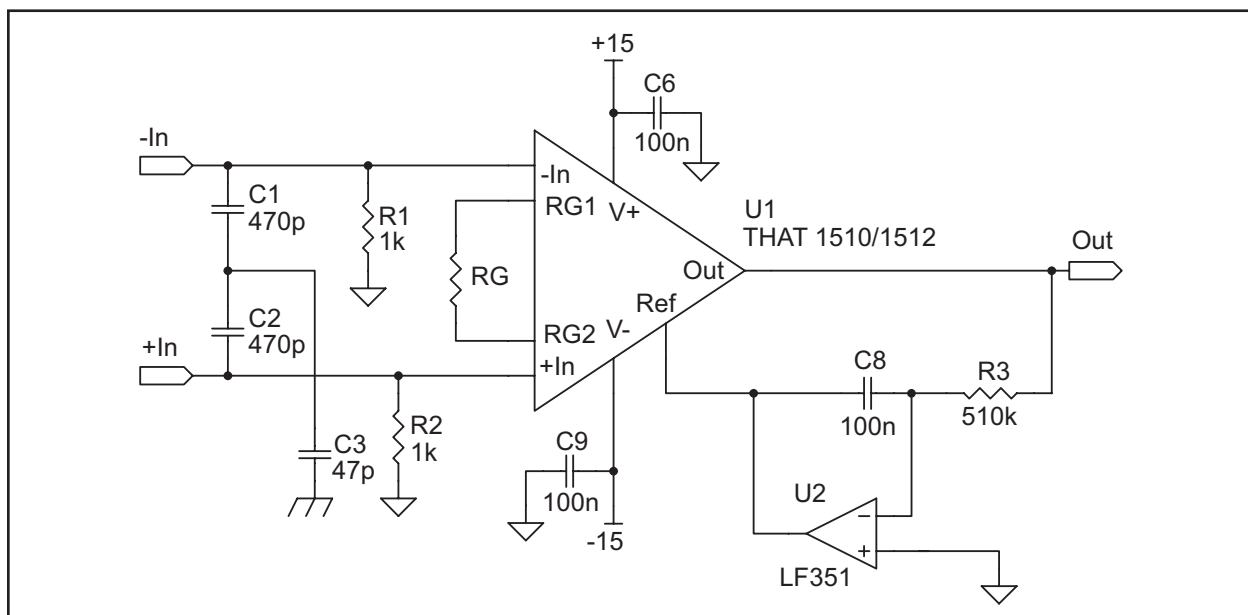 +15
C6
100n
-In
C1
470p
R1
1k
-In
RG1
V+
U1
THAT 1510/1512
Out
Out
RG
Ref
C2
470p
RG2
V-
+In
+In
C8
100n
R3
510k
R2
1k
C3
47p
C9
100n
-15
U2
LF351